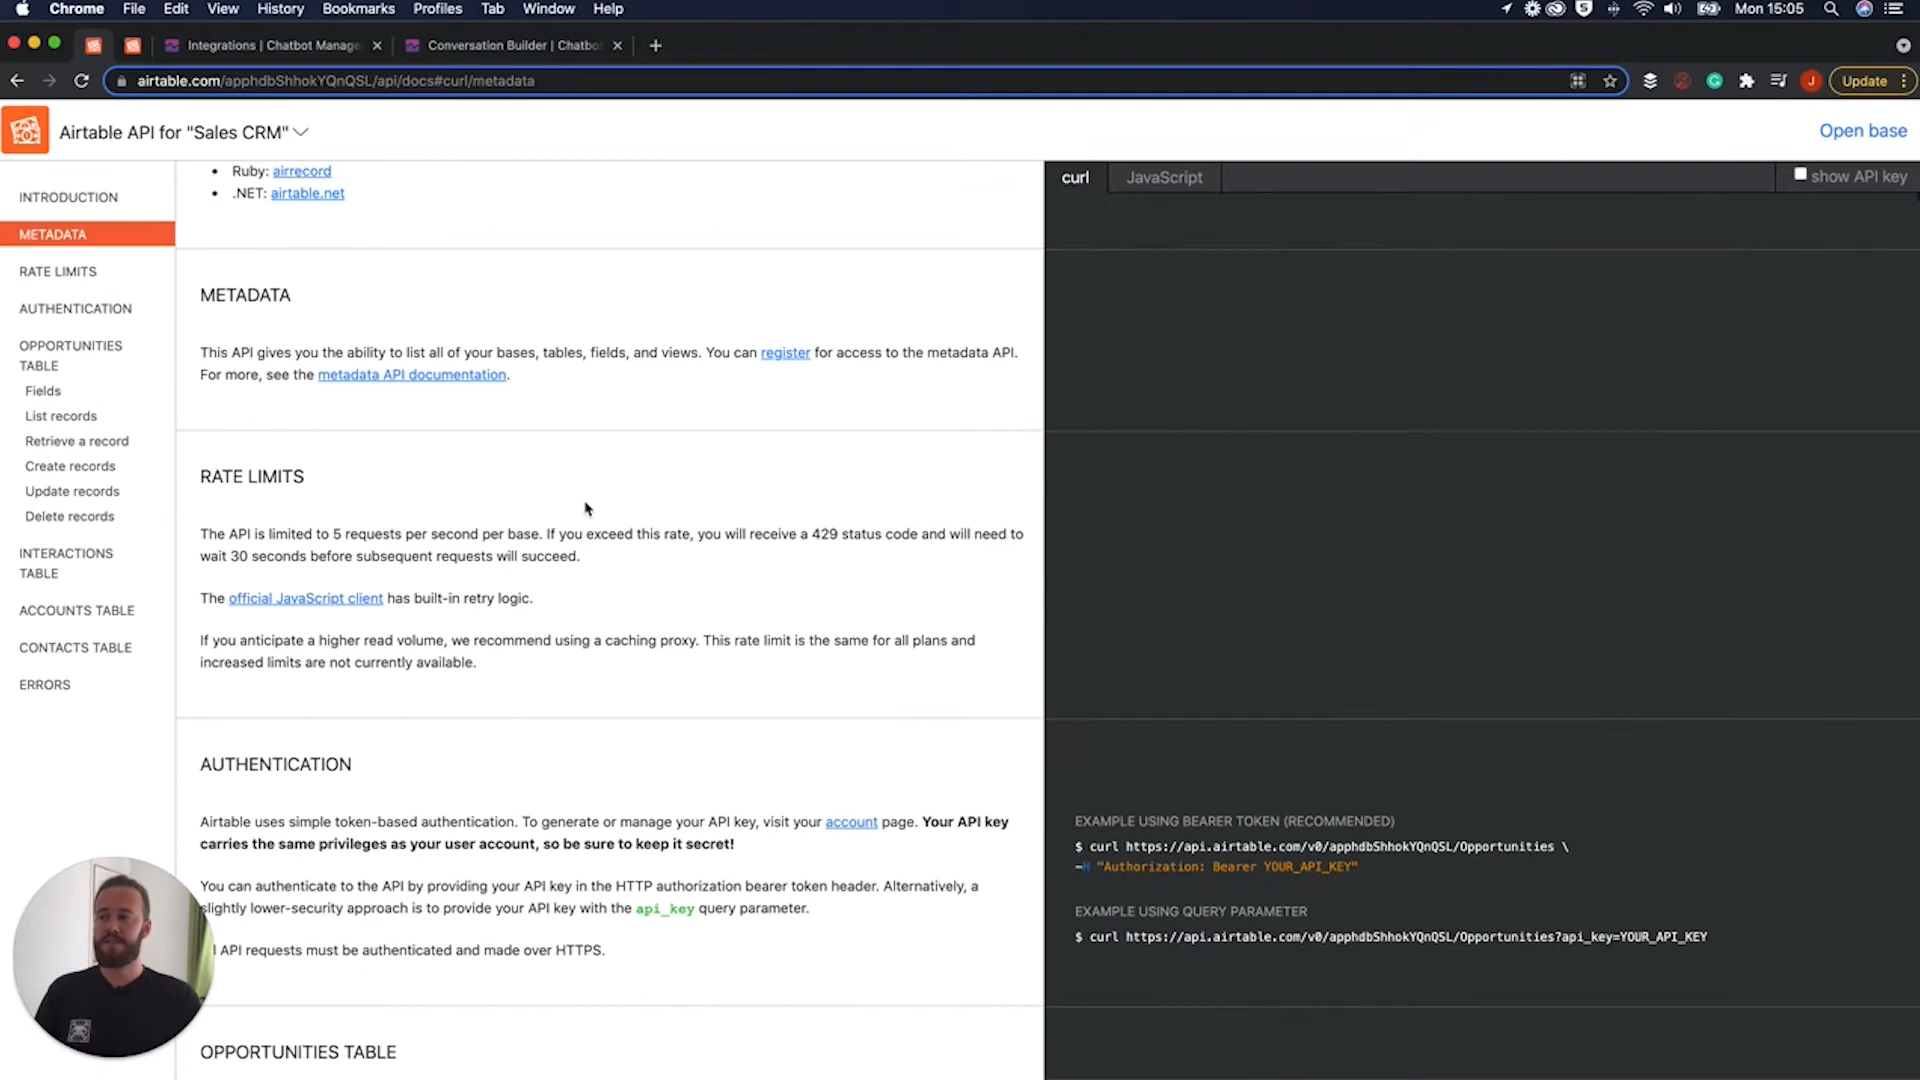 Chrome File Edit View History Bookmarks Profiles Tab Window Help
S Mon 15:05
Integrations | Chatbot Manage
Conversation Builder | Chatbo
airtable.com/apphdbShhokYQnQSL/api/docs#curl/metadata
J Update
Airtable API for "Sales CRM"
Open base
INTRODUCTION
METADATA
RATE LIMITS
AUTHENTICATION
OPPORTUNITIES
TABLE
Fields
List records
Retrieve a record
Create records
Update records
Delete records
INTERACTIONS
TABLE
ACCOUNTS TABLE
CONTACTS TABLE
ERRORS
• Ruby: airrecord
• .NET: airtable.net
METADATA
This API gives you the ability to list all of your bases, tables, fields, and views. You can register for access to the metadata API.
For more, see the metadata API documentation.
RATE LIMITS
The API is limited to 5 requests per second per base. If you exceed this rate, you will receive a 429 status code and will need to
wait 30 seconds before subsequent requests will succeed.
The official JavaScript client has built-in retry logic.
If you anticipate a higher read volume, we recommend using a caching proxy. This rate limit is the same for all plans and
increased limits are not currently available.
AUTHENTICATION
Airtable uses simple token-based authentication. To generate or manage your API key, visit your account page. Your API key
carries the same privileges as your user account, so be sure to keep it secret!
You can authenticate to the API by providing your API key in the HTTP authorization bearer token header. Alternatively, a
slightly lower-security approach is to provide your API key with the api_key query parameter.
API requests must be authenticated and made over HTTPS.
OPPORTUNITIES TABLE
curl
JavaScript
show API key
EXAMPLE USING BEARER TOKEN (RECOMMENDED)
$ curl https://api.airtable.com/v0/apphdbShhokYQnQSL/Opportunities \
-H "Authorization: Bearer YOUR_API_KEY"
EXAMPLE USING QUERY PARAMETER
$ curl https://api.airtable.com/v0/apphdbShhokYQnQSL/Opportunities?api_key=YOUR_API_KEY